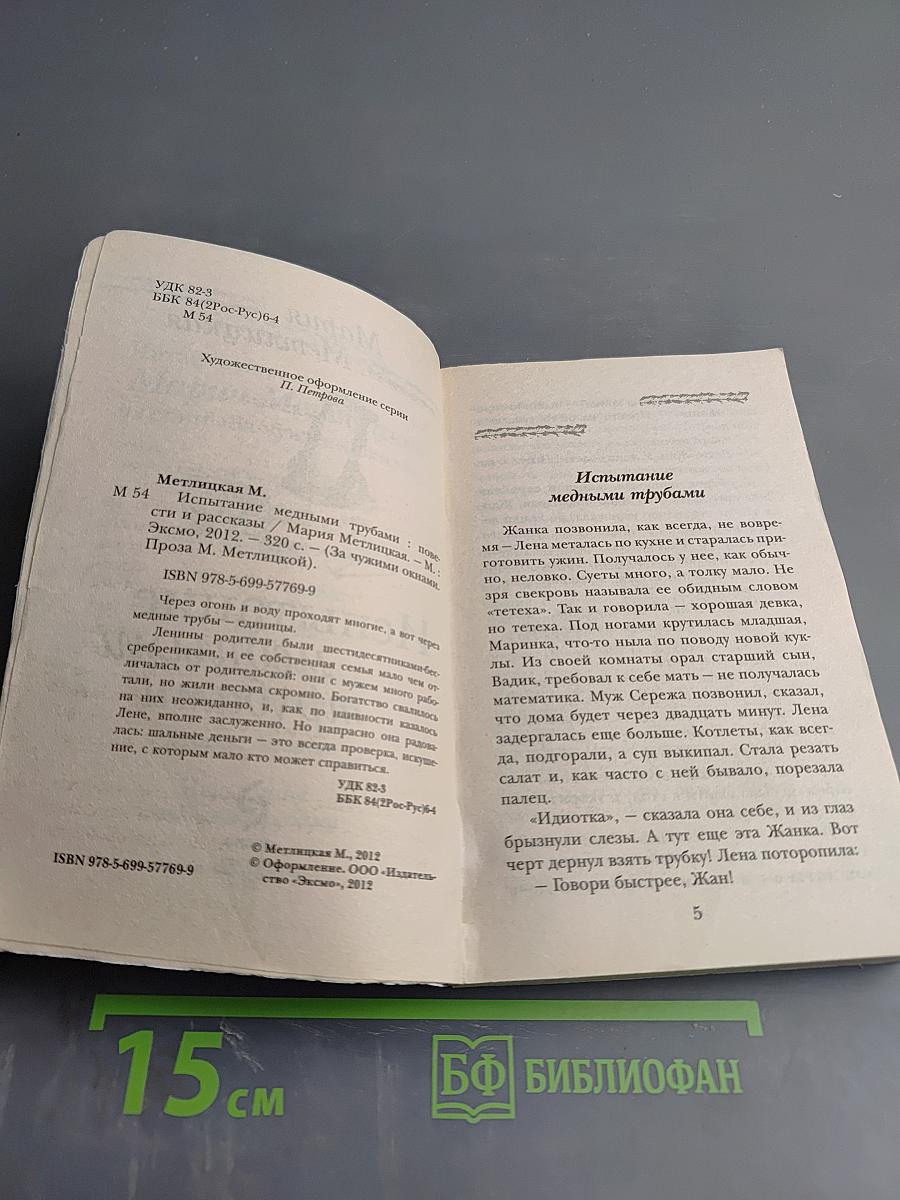 УДК 82-3
ББК 84(2Рос-Рус)6-4
М 54
Художественное оформление серии
П. Петрова
Метлицкая М.
М 54 Испытание медными трубами : пове-
сти и рассказы / Мария Метлицкая. — М. :
Эксмо, 2012. — 320 с. — (За чужими окнами.
Проза М. Метлицкой).
ISBN 978-5-699-57769-9
Через огонь и воду проходят многие, а вот через
медные трубы — единицы.
Ленины родители были шестидесятниками-бес-
сребрениками, и ее собственная семья мало чем от-
личалась от родительской: они с мужем много рабо-
тали, но жили весьма скромно. Богатство свалилось
на них неожиданно, и, как по наивности казалось
Лене, вполне заслуженно. Но напрасно она радова-
лась: шальные деньги — это всегда проверка, искуше-
ние, с которым мало кто может справиться.
УДК 82-3
ББК 84(2Рос-Рус)6-4
© Метлицкая М., 2012
© Оформление. ООО «Издатель-
ство «Эксмо», 2012
ISBN 978-5-699-57769-9
Испытание
медными трубами
Жанка позвонила, как всегда, не вовре-
мя — Лена металась по кухне и старалась при-
готовить ужин. Получалось у нее, как обыч-
но, неловко. Суеты много, а толку мало. Не
зря свекровь называла ее обидным словом
«тетеха». Так и говорила — хорошая девка,
но тетеха. Под ногами крутилась младшая,
Маринка, что-то ныла по поводу новой кук-
лы. Из своей комнаты орал старший сын,
Вадик, требовал к себе мать — не получалась
математика. Муж Сережа позвонил, сказал,
что дома будет через двадцать минут. Лена
задергалась еще больше. Котлеты, как всег-
да, подгорали, а суп выкипал. Стала резать
салат и, как часто с ней бывало, порезала
палец.
«Идиотка», — сказала она себе, и из глаз
брызнули слезы. А тут еще эта Жанка. Вот
черт дернул взять трубку! Лена поторопила:
— Говори быстрее, Жан!
5
15 см
БФ БИБЛИОФАН